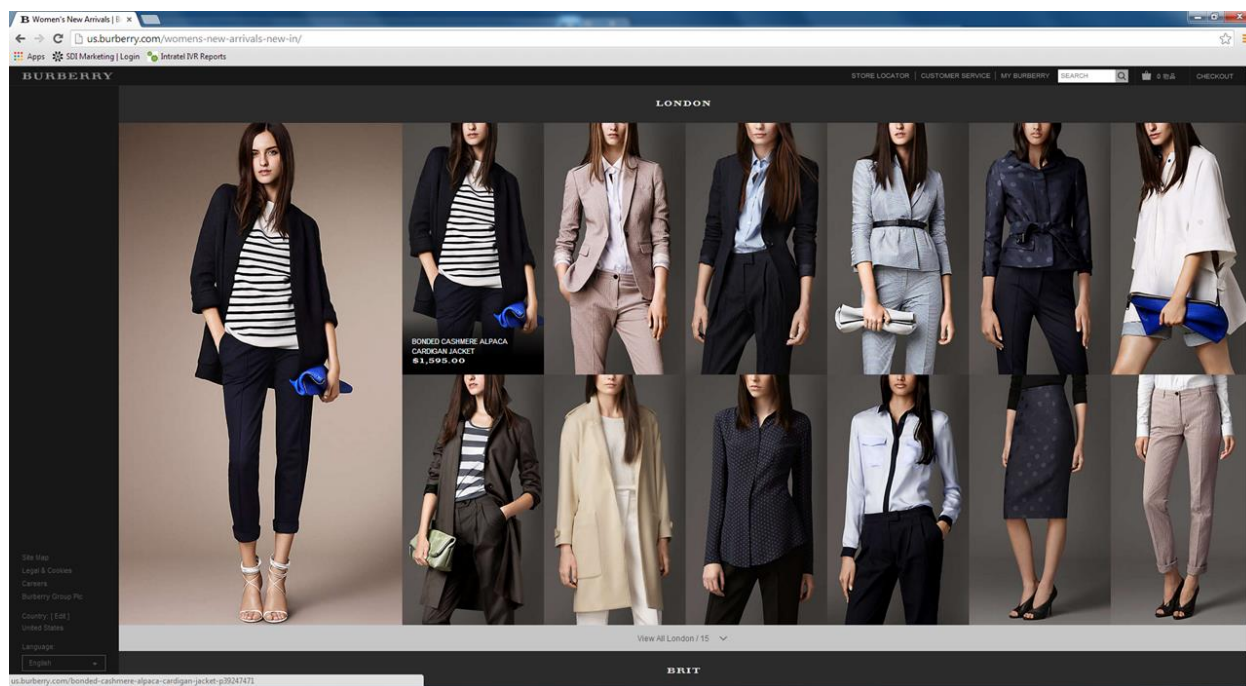 B Women's New Arrivals | B
us.burberry.com/womens-new-arrivals-new-in/
Apps SDI Marketing | Login Intratel IVR Reports
BURBERRY
STORE LOCATOR | CUSTOMER SERVICE | MY BURBERRY SEARCH 0 CHECKOUT
LONDON
BONDED CASHMERE ALPACA
CARDIGAN JACKET
$1,595.00
Site Map
Legal & Cookies
Careers
Burberry Group Plc
Country: [ Edit ]
United States
Language:
English
View All London / 15
BRIT
us.burberry.com/bonded-cashmere-alpaca-cardigan-jacket-p39247471